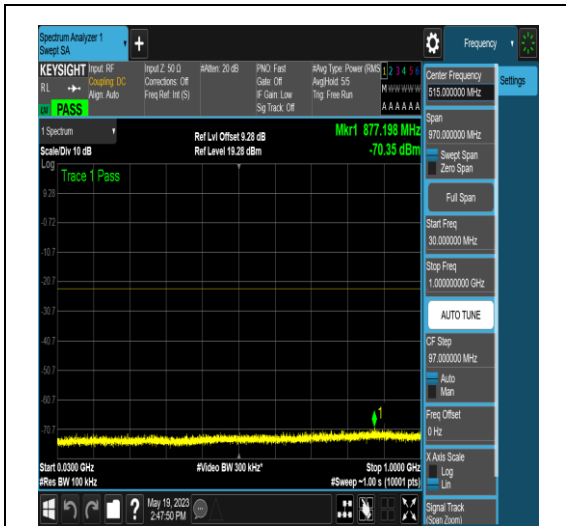 Spectrum Analyzer 1
Swept SA
+
Frequency
KEYSIGHT
RL
PASS
Input: RF
Coupling: DC
Align: Auto
Input Z: 50 Ω
Corrections: Off
Freq Ref: Int (S)
#Atten: 20 dB
PNO: Fast
Gate: Off
IF Gain: Low
Sig Track: Off
#Avg Type: Power (RMS
Avg|Hold: 5/5
Trig: Free Run
1 2 3 4 5 6
M W W W W W
A A A A A A
Center Frequency
515.000000 MHz
Settings
Span
970.000000 MHz
Swept Span
Zero Span
Full Span
Start Freq
30.000000 MHz
Stop Freq
1.000000000 GHz
AUTO TUNE
CF Step
97.000000 MHz
Auto
Man
Freq Offset
0 Hz
X Axis Scale
Log
Lin
Signal Track
(Span Zoom)
1 Spectrum
Scale/Div 10 dB
Ref Lvl Offset 9.28 dB
Ref Level 19.28 dBm
Mkr1 877.198 MHz
-70.35 dBm
Log
Trace 1 Pass
9.28
-0.72
-10.7
-20.7
-30.7
-40.7
-50.7
-60.7
-70.7
1
Start 0.0300 GHz
#Res BW 100 kHz
#Video BW 300 kHz*
Stop 1.0000 GHz
#Sweep ~1.00 s (10001 pts)
?
May 19, 2023
2:47:50 PM